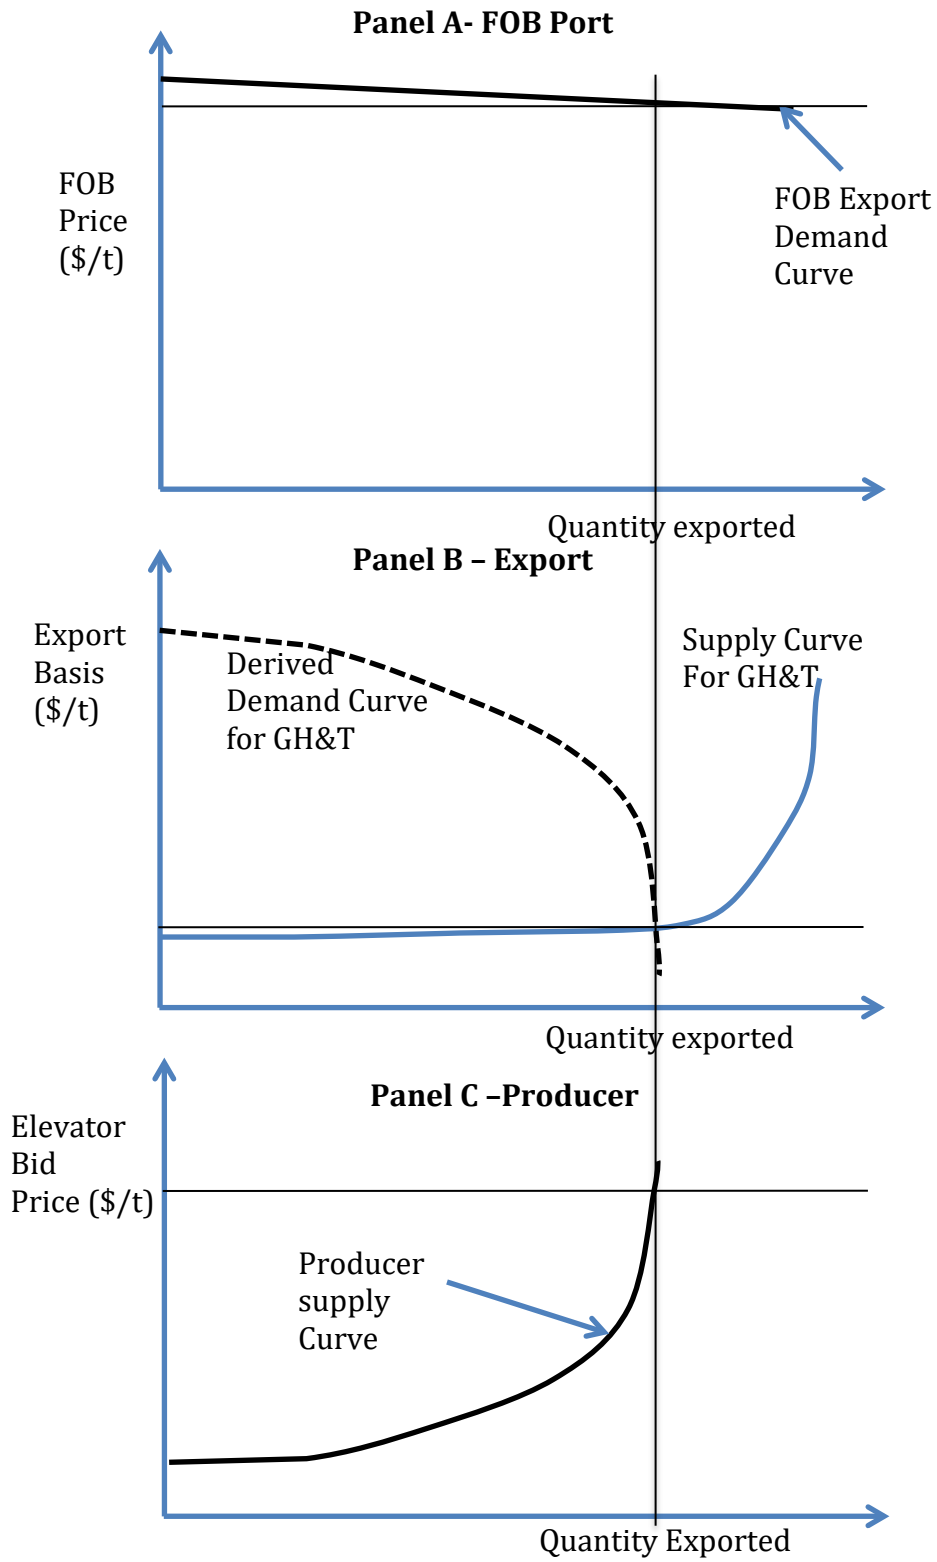 Panel A- FOB Port
FOB
Price
($/t)
FOB Export
Demand
Curve
Quantity exported
Panel B – Export
Export
Basis
($/t)
Derived
Demand Curve
for GH&T
Supply Curve
For GH&T
Quantity exported
Panel C –Producer
Elevator
Bid
Price ($/t)
Producer
supply
Curve
Quantity Exported